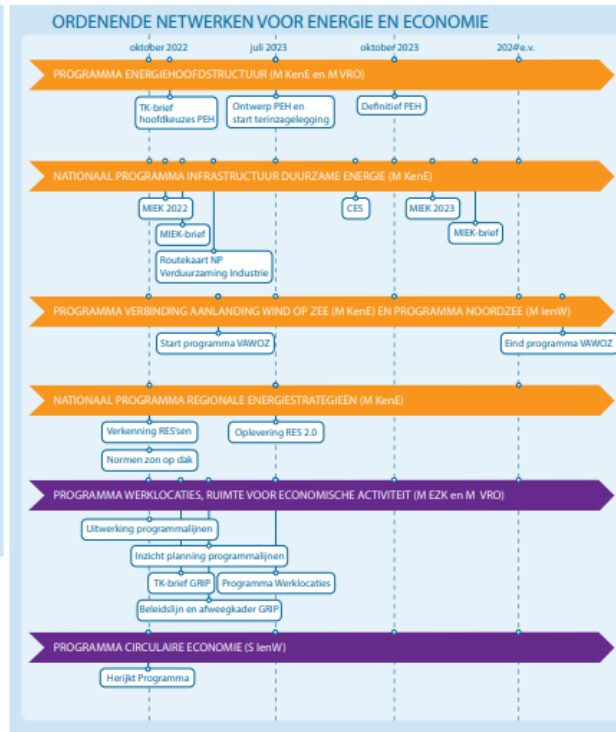 ORDENENDE NETWERKEN VOOR ENERGIE EN ECONOMIE
oktober 2022
juli 2023
oktober 2023
2024 e.v.
PROGRAMMA ENERGIEHOOFDSTRUCTUUR (M KenE en M VRO)
TK-brief
hoofdkeuzes PEH
Ontwerp PEH en
start terinzagelegging
Definitief PEH
NATIONAAL PROGRAMMA INFRASTRUCTUUR DUURZAME ENERGIE (M KenE)
MIEK 2022
CES
MIEK 2023
MIEK-brief
MIEK-brief
Routekaart NP
Verduurzaming Industrie
PROGRAMMA VERBINDING AANLANDING WIND OP ZEE (M KenE) EN PROGRAMMA NOORDZEE (M IenW)
Start programma VAWOZ
Eind programma VAWOZ
NATIONAAL PROGRAMMA REGIONALE ENERGIESTRATEGIEËN (M KenE)
Verkenning RES'sen
Oplevering RES 2.0
Normen zon op dak
PROGRAMMA WERKLOCATIES, RUIMTE VOOR ECONOMISCHE ACTIVITEIT (M EZK en M VRO)
Uitwerking programmalijnen
Inzicht planning programmalijnen
TK-brief GRIP
Programma Werklocaties
Beleidslijn en afweegkader GRIP
PROGRAMMA CIRCULAIRE ECONOMIE (S IenW)
Herijkt Programma